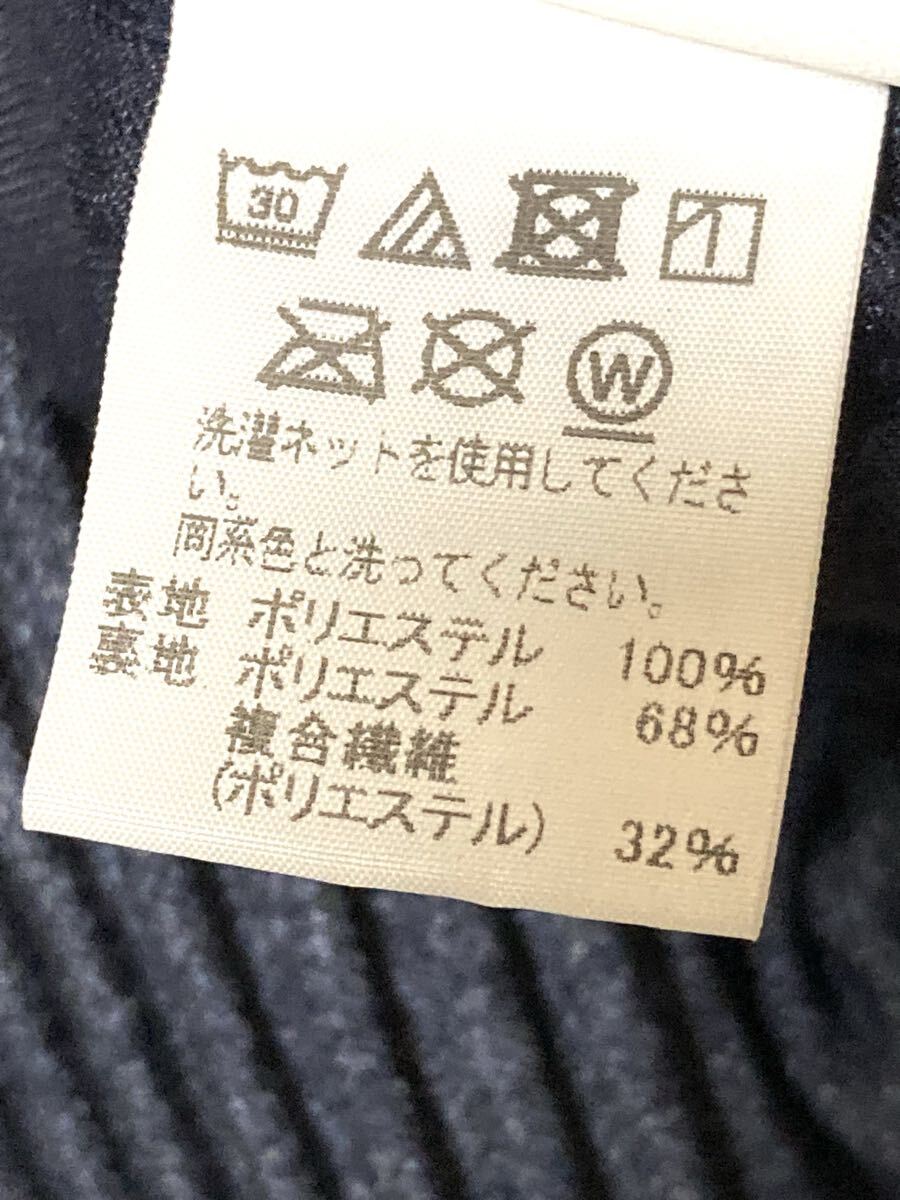 30
W
洗濯ネットを使用してくださ
い。
同系色と洗ってください。
表地 ポリエステル 100%
裏地 ポリエステル 68%
複合繊維
(ポリエステル) 32%